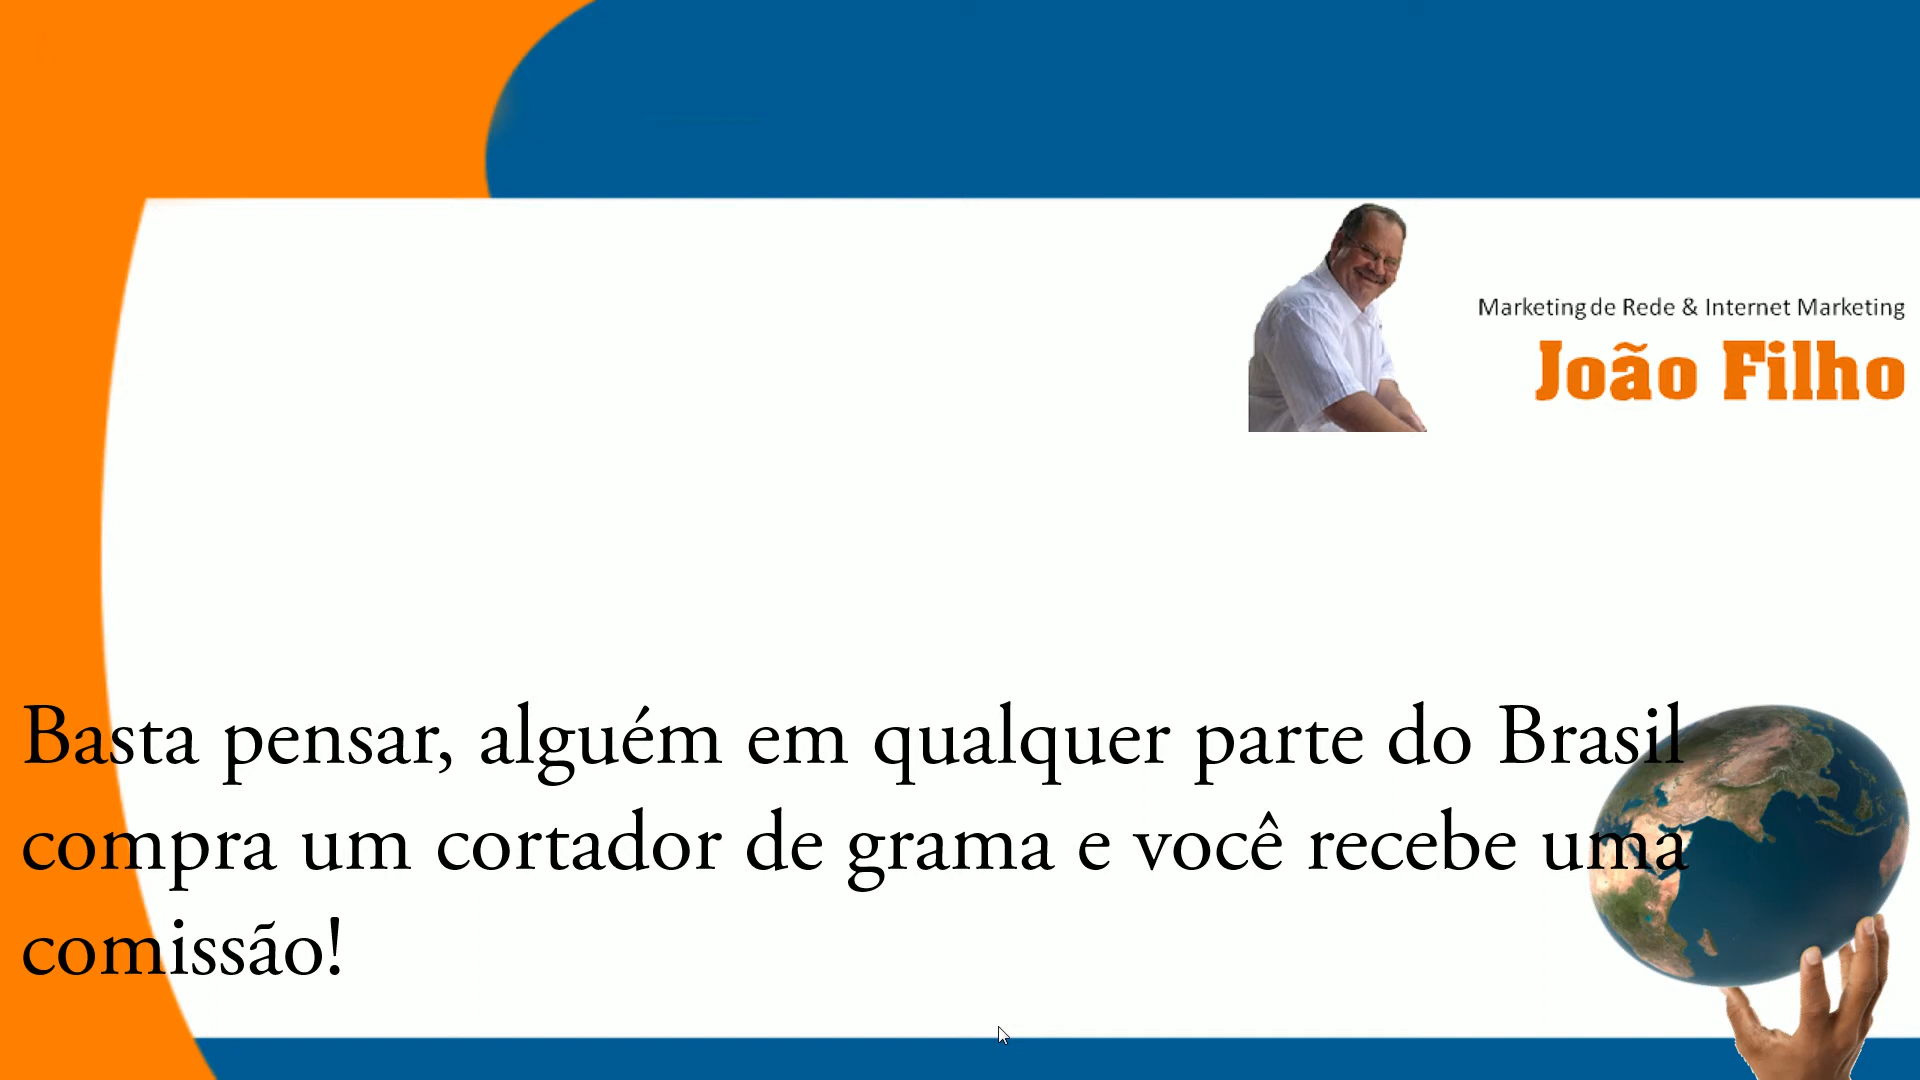 Marketing de Rede & Internet Marketing
João Filho
Basta pensar, alguém em qualquer parte do Brasil
compra um cortador de grama e você recebe uma
comissão!